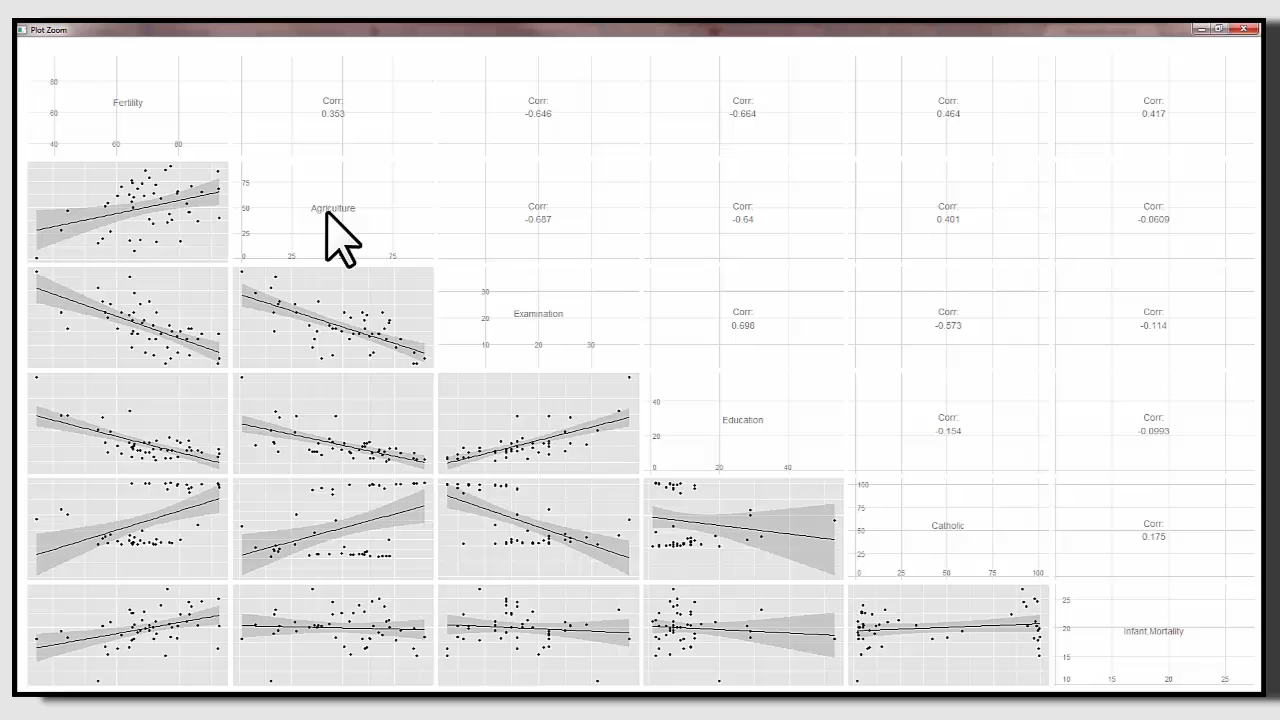 Plot Zoom
80
60
40
Fertility
40 60 80
Corr:
0.353
Corr:
-0.646
Corr:
-0.664
Corr:
0.464
Corr:
0.417
75
50
25
0
Agriculture
25 75
Corr:
-0.687
Corr:
-0.64
Corr:
0.401
Corr:
-0.0609
30
20
10
Examination
20 30
Corr:
0.698
Corr:
-0.573
Corr:
-0.114
40
20
0
Education
20 40
Corr:
-0.154
Corr:
-0.0993
100
75
50
25
0
Catholic
25 50 75 100
Corr:
0.175
25
20
15
10
Infant.Mortality
15 20 25